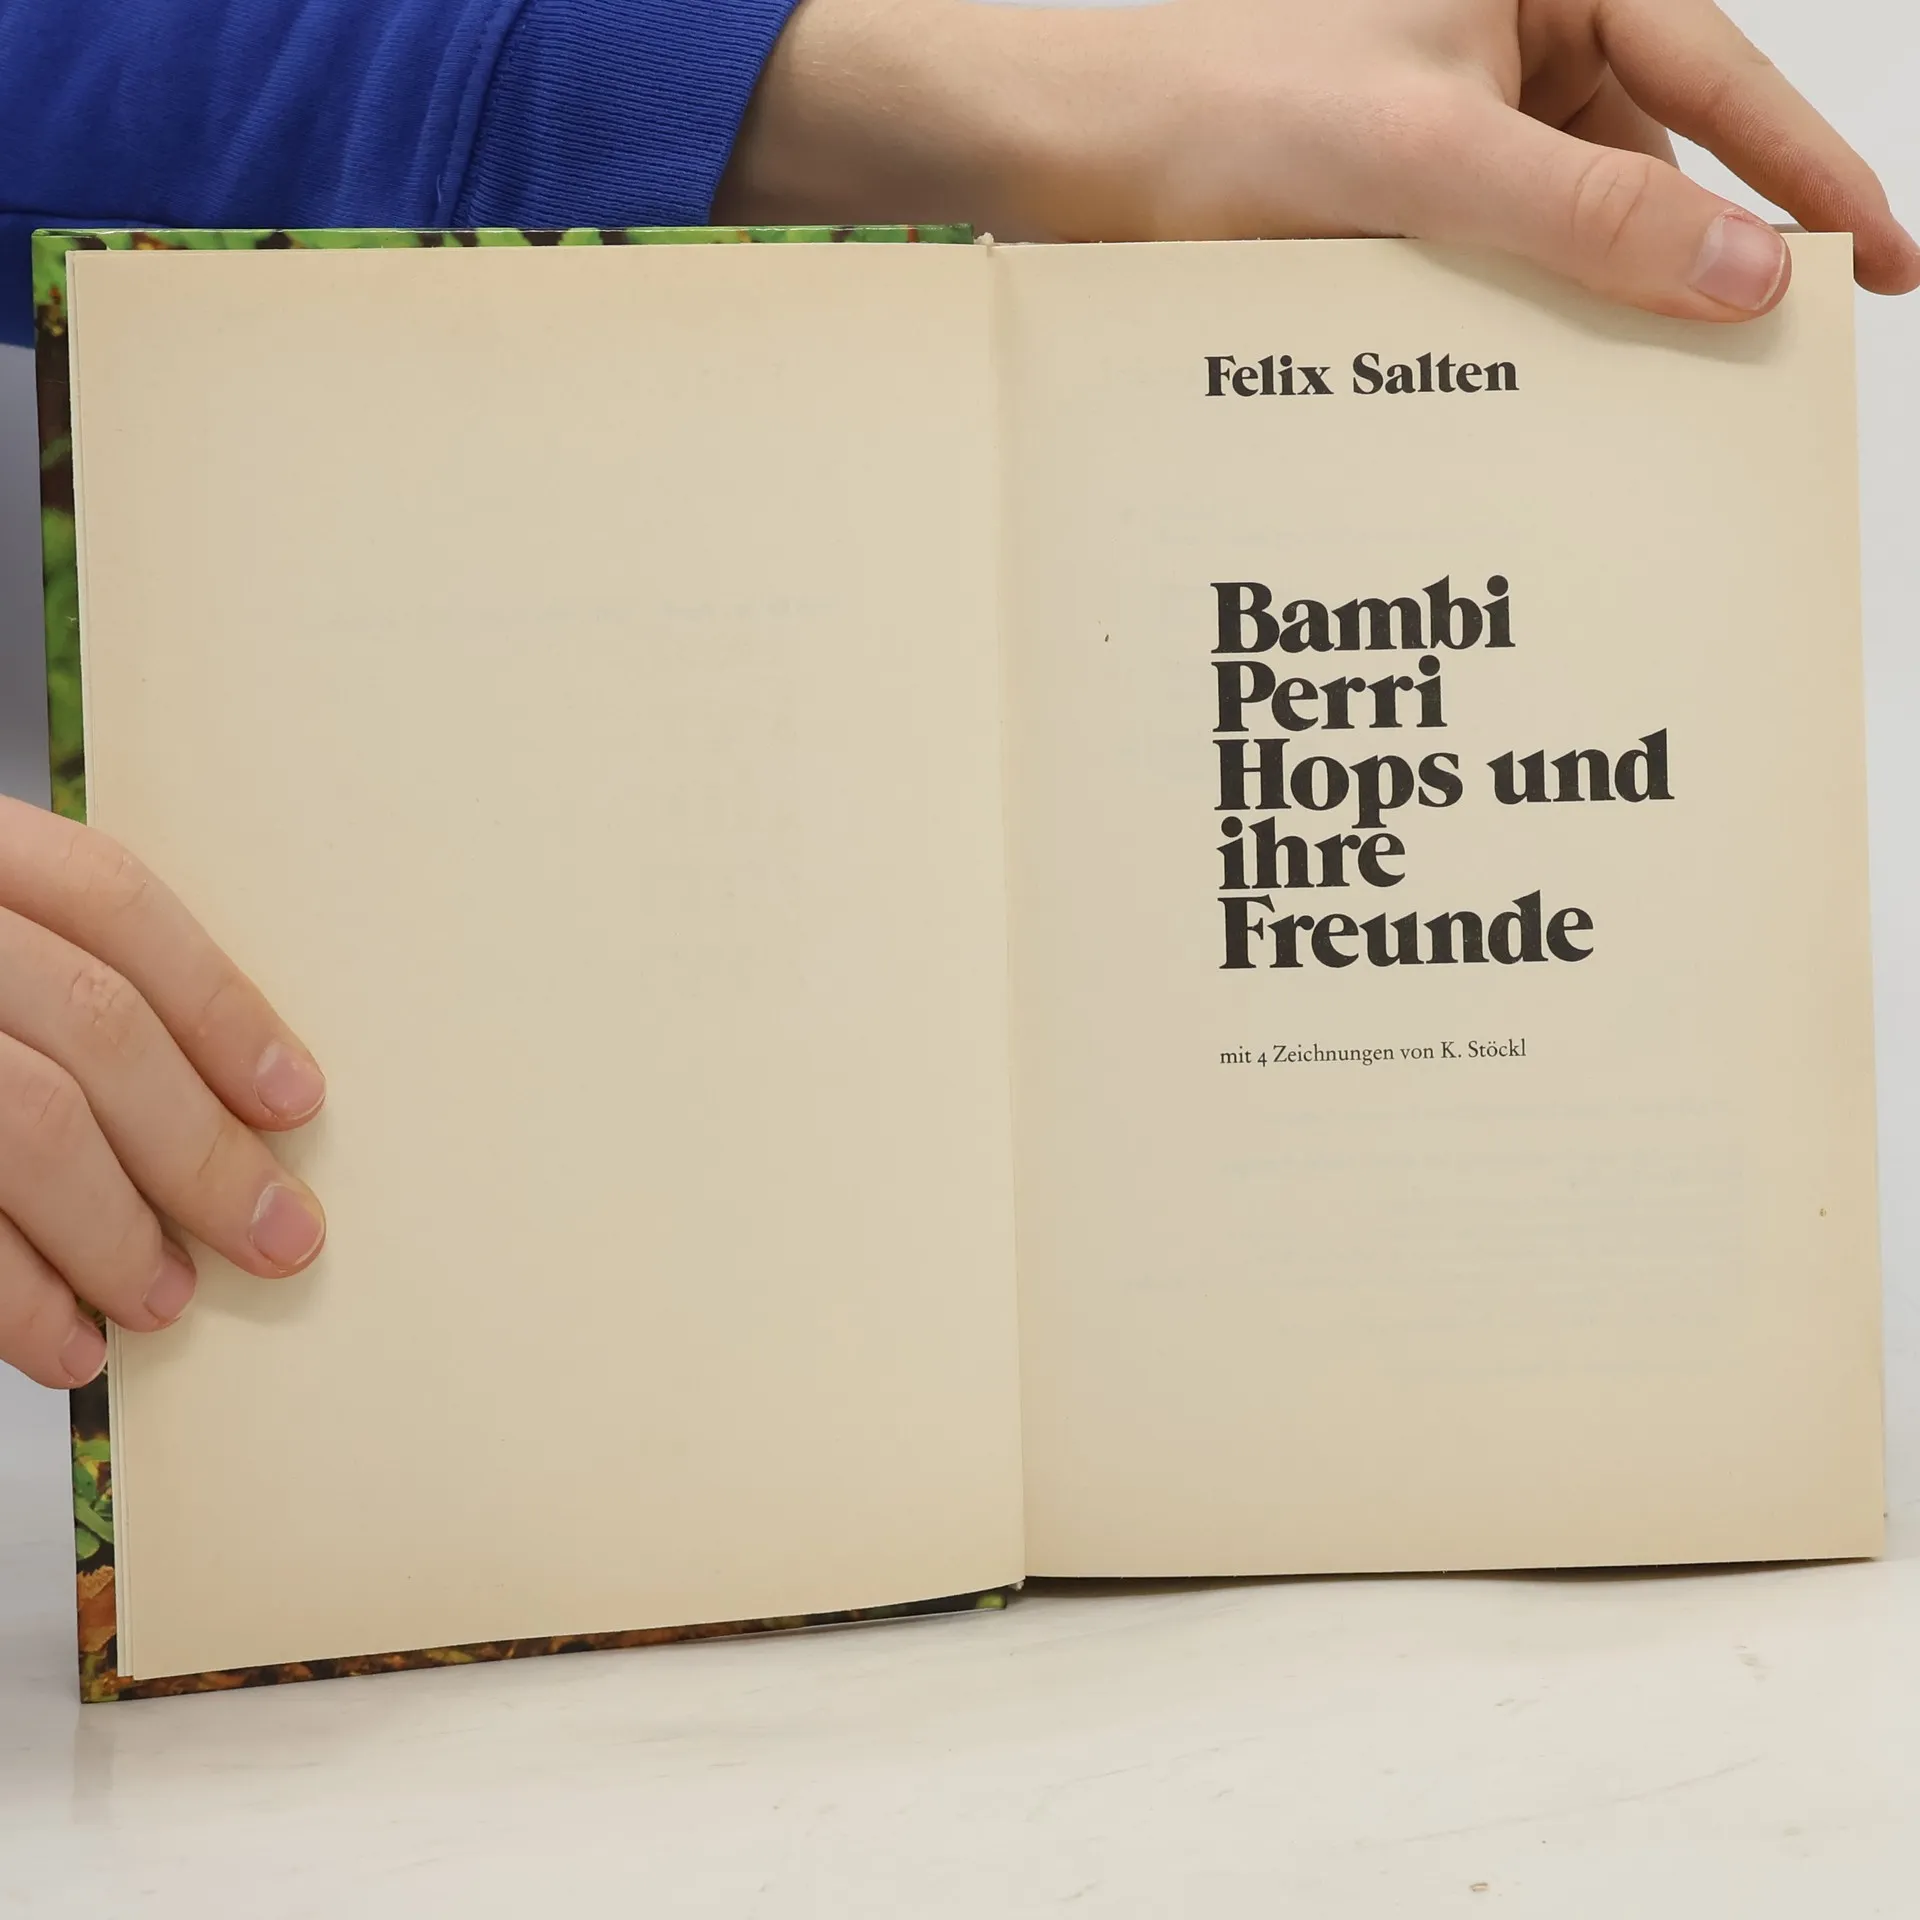 Felix Salten
Bambi
Perri
Hops und
ihre
Freunde
mit 4 Zeichnungen von K. Stöckl